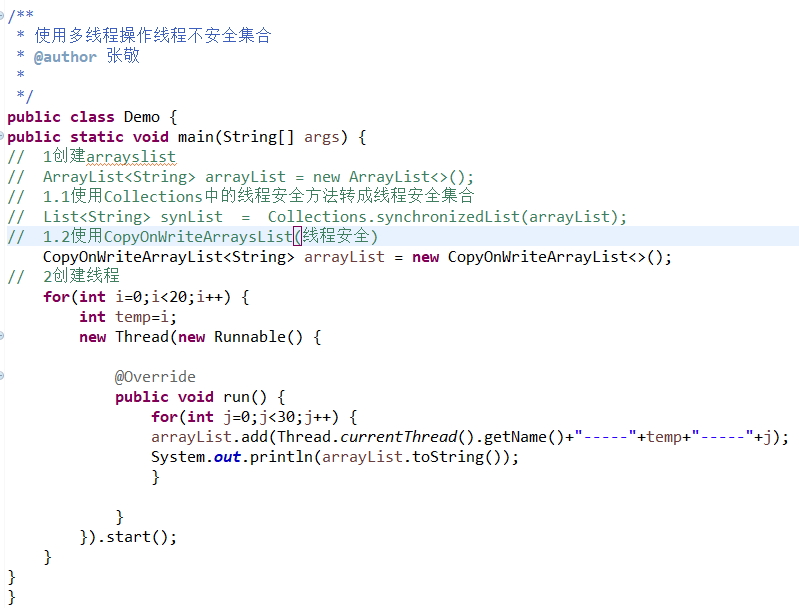 /**
 * 使用多线程操作线程不安全集合
 * @author 张敬
 *
 */
public class Demo {
public static void main(String[] args) {
//  1创建arrayslist
//  ArrayList<String> arrayList = new ArrayList<>();
//  1.1使用Collections中的线程安全方法转成线程安全集合
//  List<String> synList  =  Collections.synchronizedList(arrayList);
//  1.2使用CopyOnWriteArraysList(线程安全)
    CopyOnWriteArrayList<String> arrayList = new CopyOnWriteArrayList<>();
//  2创建线程
    for(int i=0;i<20;i++) {
        int temp=i;
        new Thread(new Runnable() {
            @Override
            public void run() {
                for(int j=0;j<30;j++) {
                arrayList.add(Thread.currentThread().getName()+"-----"+temp+"-----"+j);
                System.out.println(arrayList.toString());
                }
            }
        }).start();
    }
}
}